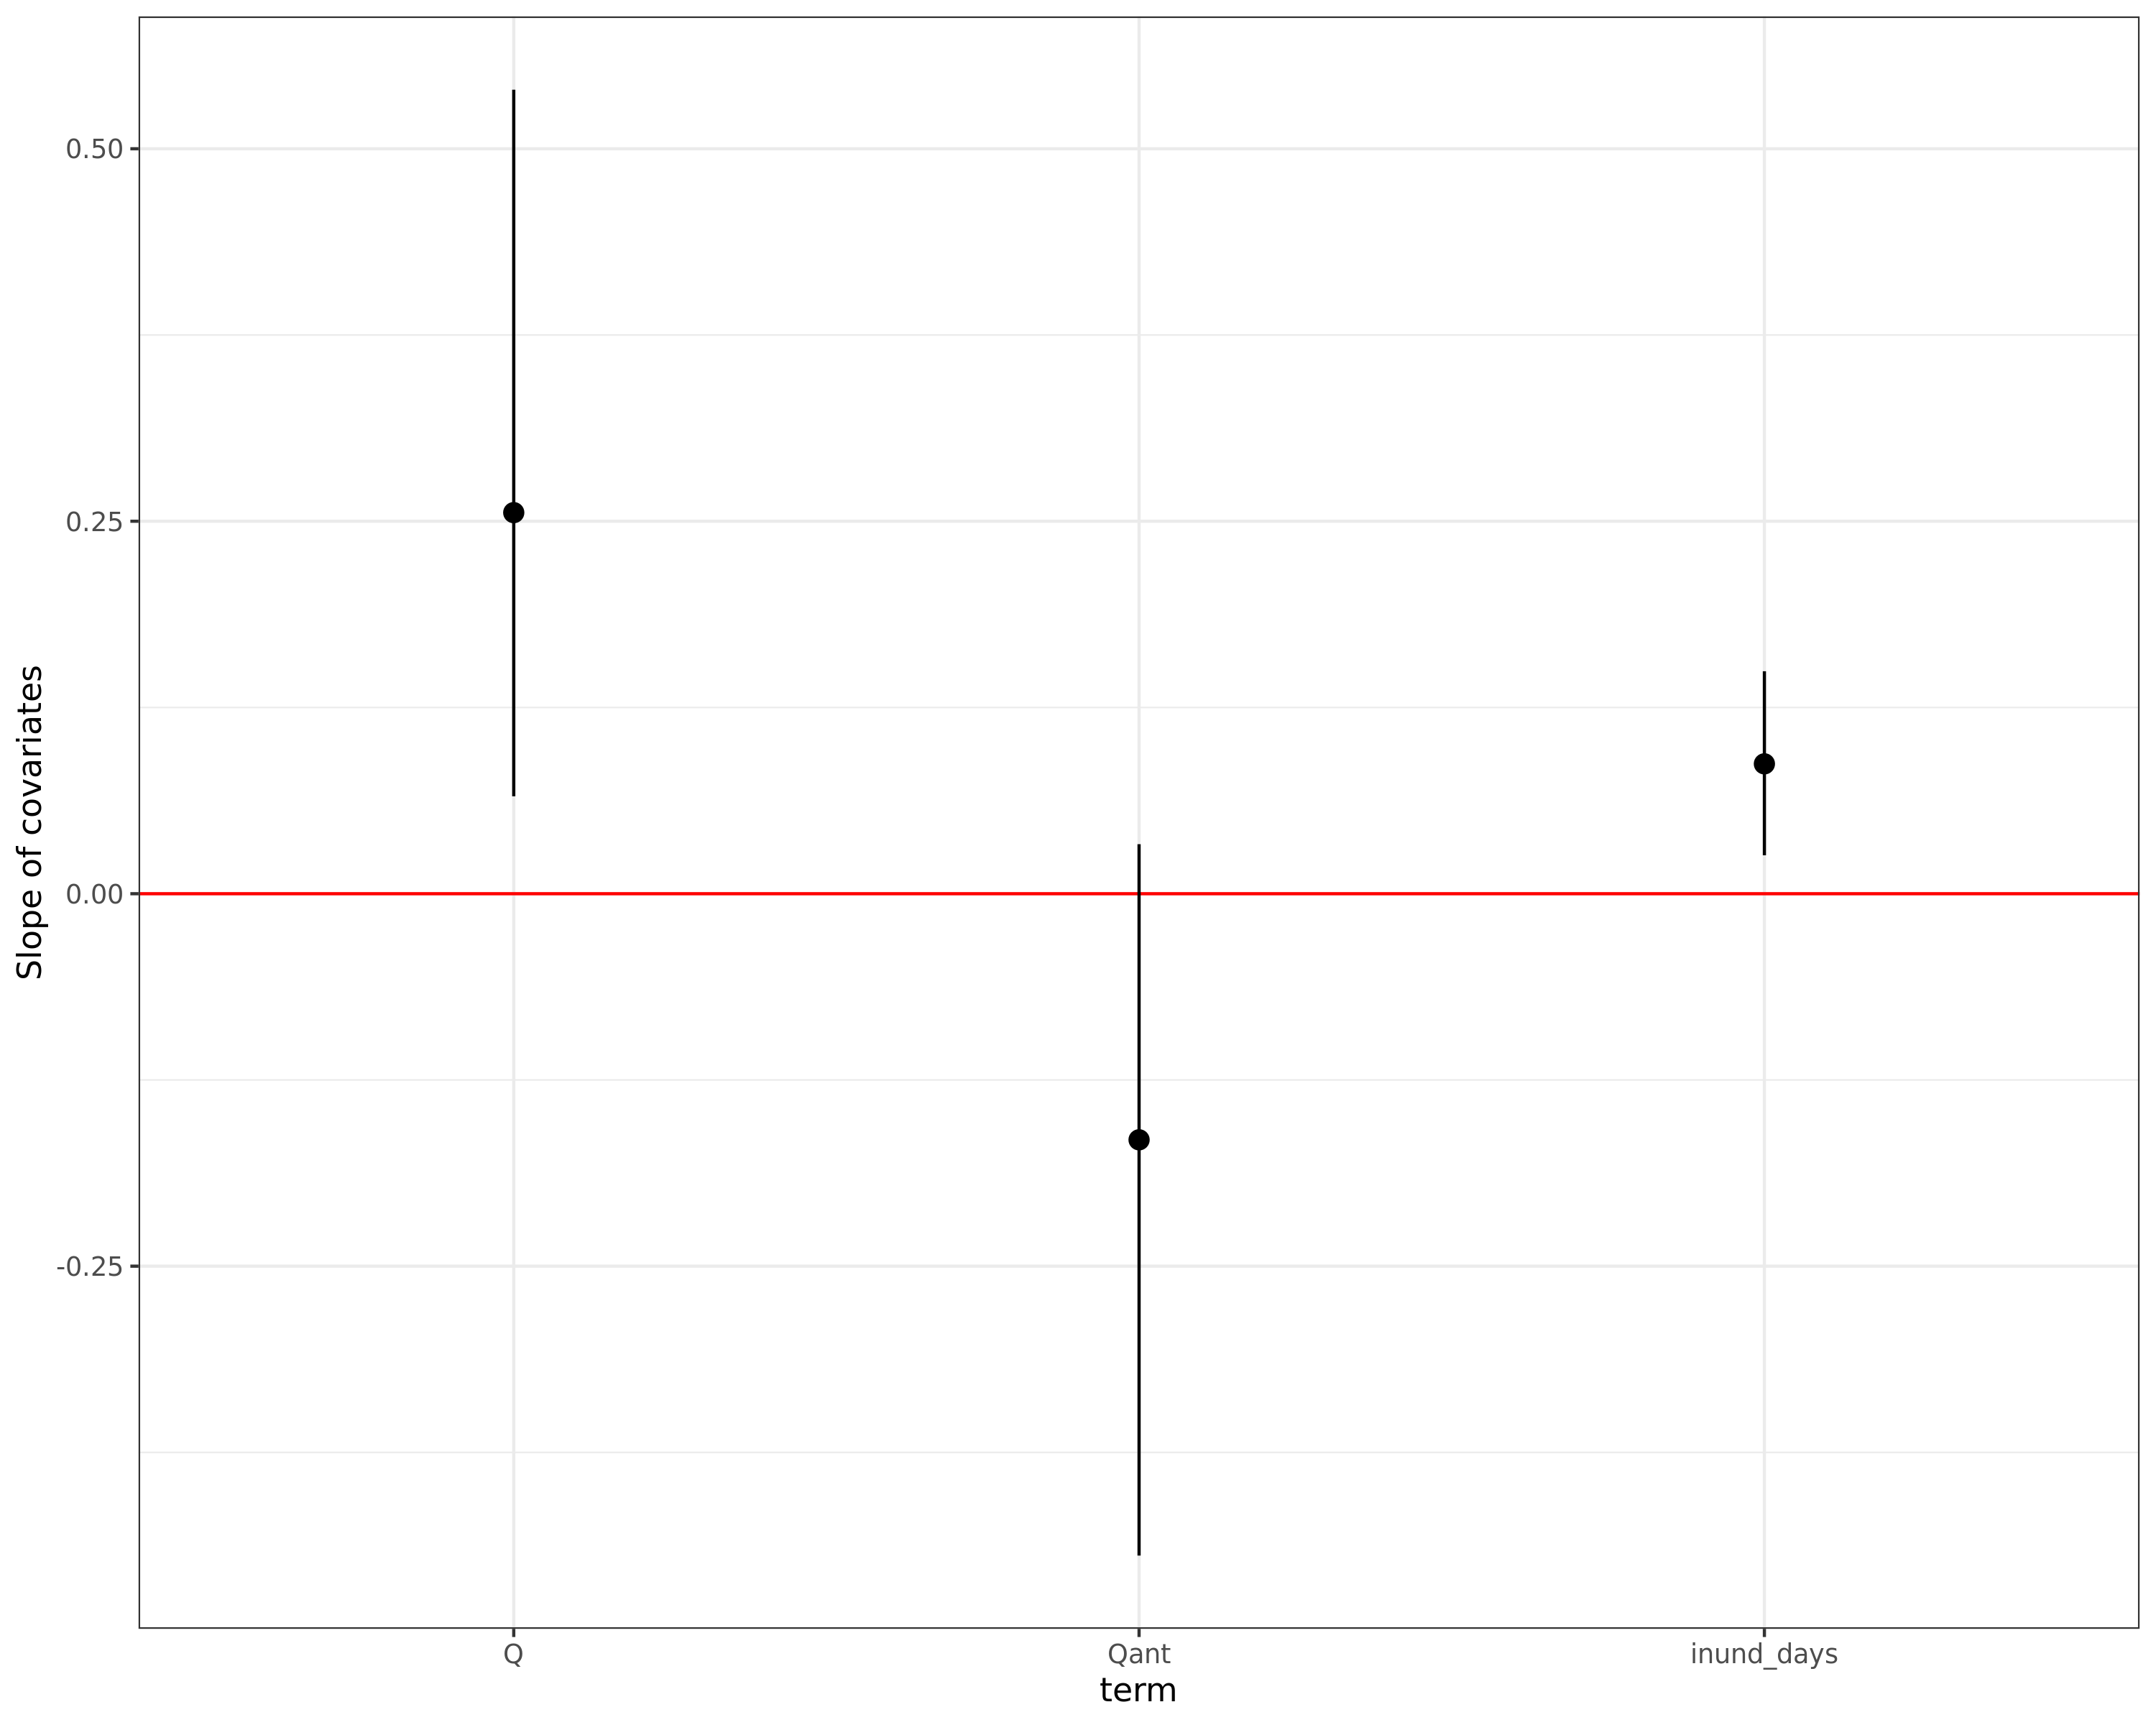 Slope of covariates
0.50
0.25
0.00
-0.25
Q
Qant
inund_days
term